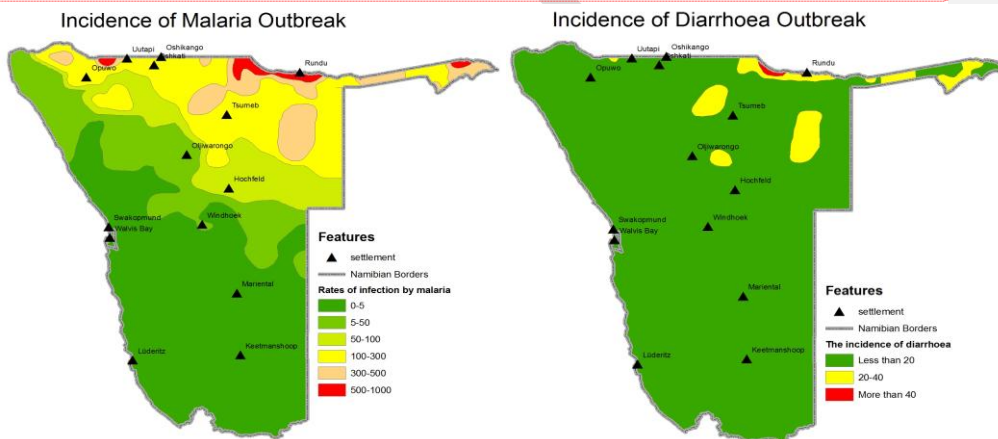 Incidence of Malaria Outbreak
Uutapi
Oshikango
shkati
Opuwo
Rundu
Tsumeb
Otjiwarongo
Hochfeld
Swakopmund
Walvis Bay
Windhoek
Mariental
Keetmanshoop
Lüderitz
Features
settlement
Namibian Borders
Rates of infection by malaria
0-5
5-50
50-100
100-300
300-500
500-1000
Incidence of Diarrhoea Outbreak
Uutapi
Oshikango
shkati
Opuwo
Rundu
Tsumeb
Otjiwarongo
Hochfeld
Swakopmund
Walvis Bay
Windhoek
Mariental
Keetmanshoop
Lüderitz
Features
settlement
Namibian Borders
The incidence of diarrhoea
Less than 20
20-40
More than 40